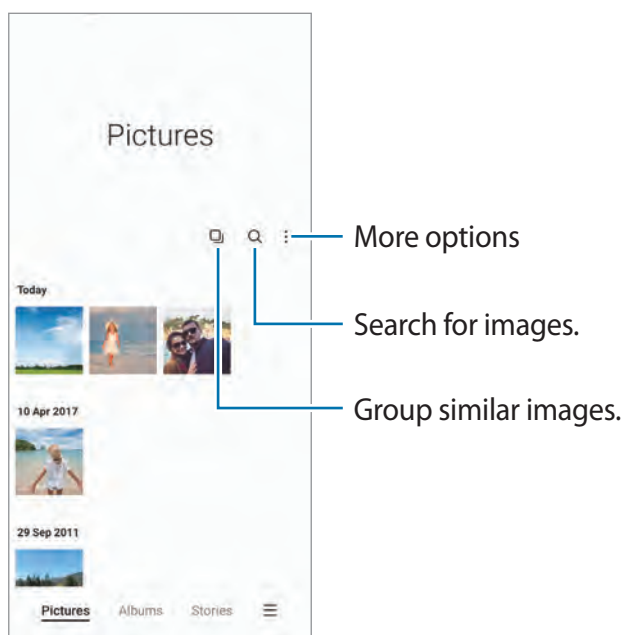 Pictures
More options
Today
Search for images.
Group similar images.
10 Apr 2017
29 Sep 2011
Pictures Albums Stories